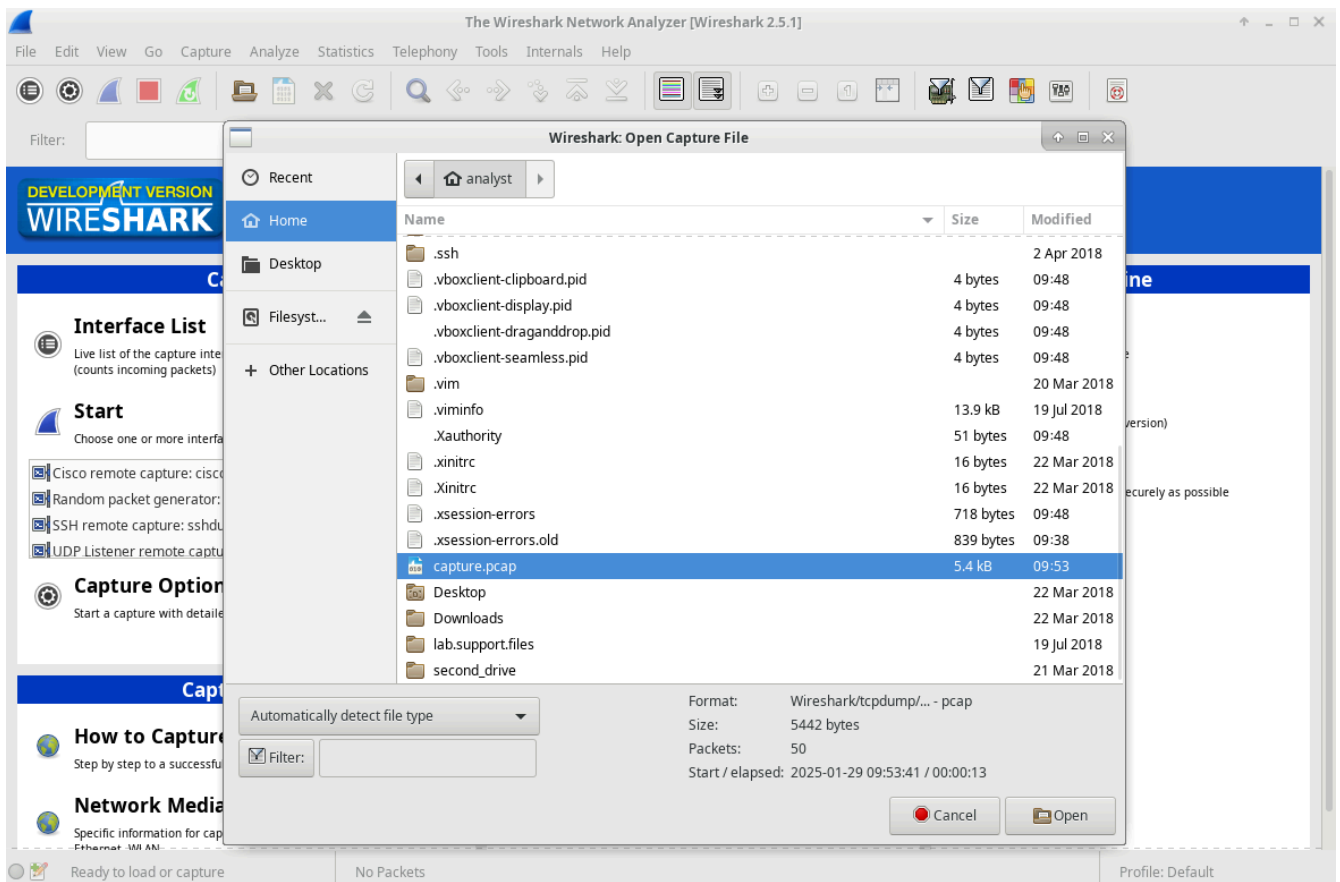 The Wireshark Network Analyzer [Wireshark 2.5.1]
File Edit View Go Capture Analyze Statistics Telephony Tools Internals Help
Filter:
Wireshark: Open Capture File
DEVELOPMENT VERSION
WIRESHARK
Recent
Home
Desktop
Filesyst...
Other Locations
analyst
Name Size Modified
.ssh 2 Apr 2018
.vboxclient-clipboard.pid 4 bytes 09:48
.vboxclient-display.pid 4 bytes 09:48
.vboxclient-draganddrop.pid 4 bytes 09:48
.vboxclient-seamless.pid 4 bytes 09:48
.vim 20 Mar 2018
.viminfo 13.9 kB 19 Jul 2018
.Xauthority 51 bytes 09:48
.xinitrc 16 bytes 22 Mar 2018
.Xinitrc 16 bytes 22 Mar 2018
.xsession-errors 718 bytes 09:48
.xsession-errors.old 839 bytes 09:38
capture.pcap 5.4 kB 09:53
Desktop 22 Mar 2018
Downloads 22 Mar 2018
lab.support.files 19 Jul 2018
second_drive 21 Mar 2018
Automatically detect file type
Filter:
Format: Wireshark/tcpdump/... - pcap
Size: 5442 bytes
Packets: 50
Start / elapsed: 2025-01-29 09:53:41 / 00:00:13
Cancel
Open
Ca
Interface List
Live list of the capture inte
(counts incoming packets)
Start
Choose one or more interfa
Cisco remote capture: cisco
Random packet generator:
SSH remote capture: sshdu
UDP Listener remote captu
Capture Option
Start a capture with detaile
Capt
How to Capture
Step by step to a successfu
Network Media
Specific information for cap
Ethernet, WLAN,
ine
version)
ecurely as possible
Ready to load or capture
No Packets
Profile: Default